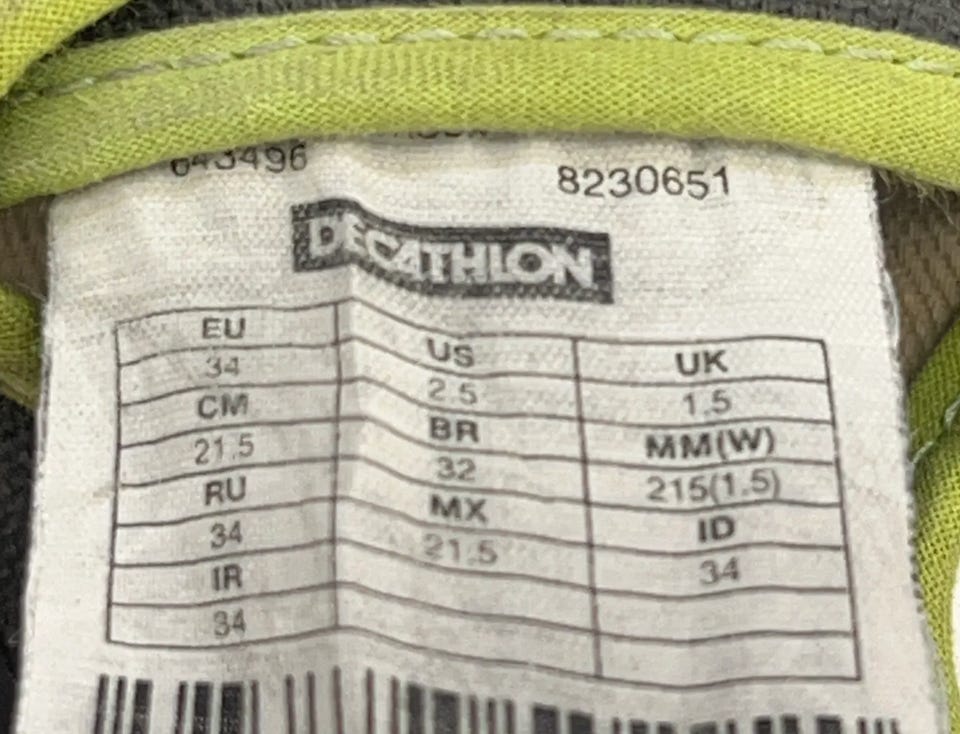 643496 8230651
DECATHLON
EU US UK
34 2.5 1.5
CM BR MM(W)
21.5 32 215(1.5)
RU MX ID
34 21.5 34
IR
34